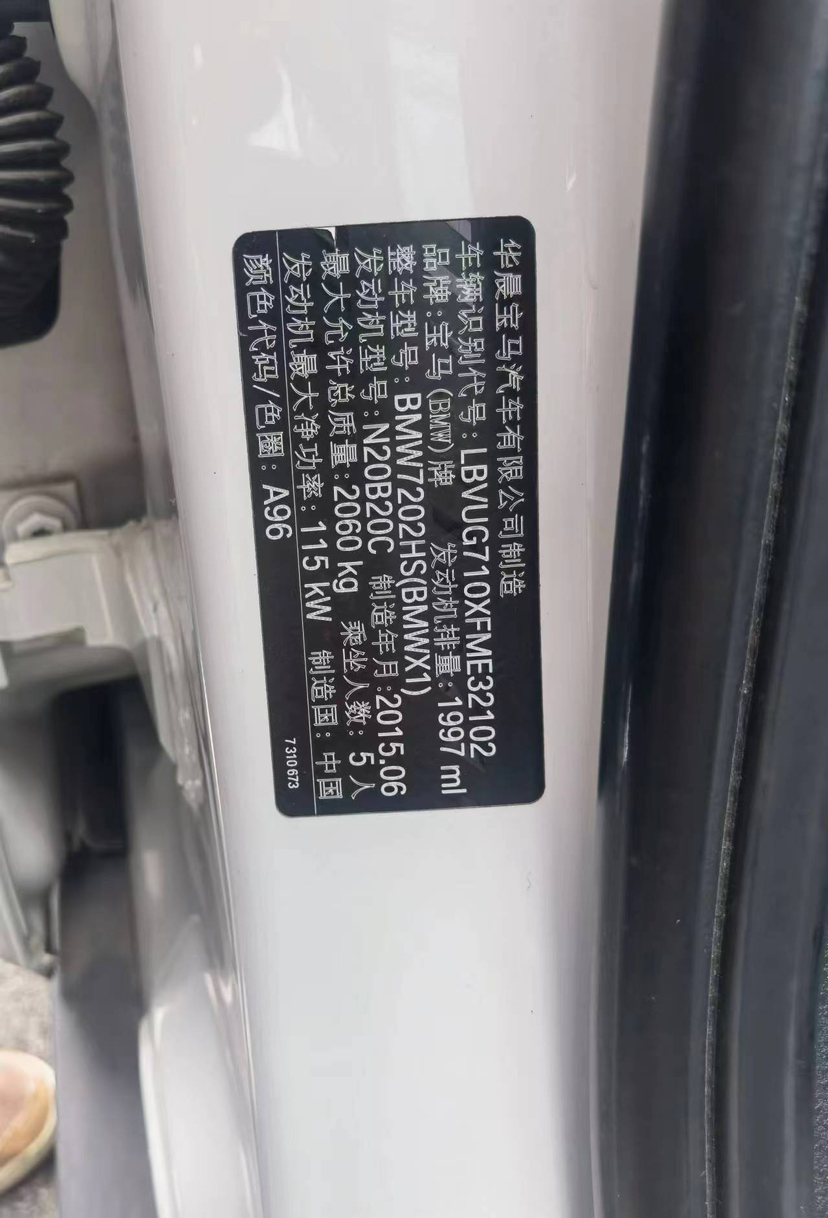 华晨宝马汽车有限公司制造
车辆识别代号:LBVUG710XFME32102
品牌:宝马(BMW)牌 发动机排量:1997 ml
整车型号:BMW7202HS(BMWX1)
发动机型号:N20B20C 制造年月:2015.06
最大允许总质量:2060 kg 乘坐人数:5人
发动机最大净功率:115 kW 制造国:中国
颜色代码/色圈:A96
7310673